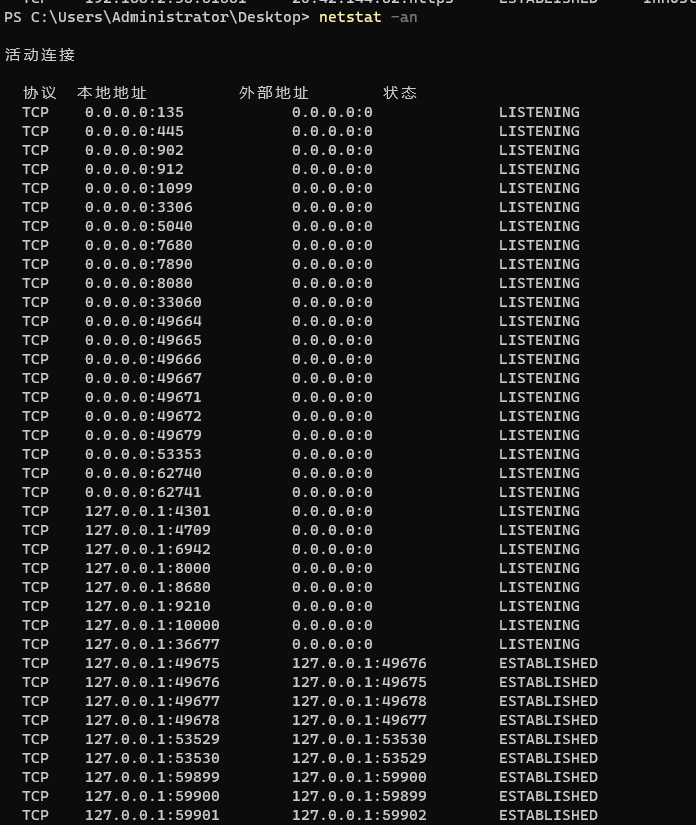 PS C:\Users\Administrator\Desktop> netstat -an
活动连接
协议 本地地址 外部地址 状态
TCP 0.0.0.0:135 0.0.0.0:0 LISTENING
TCP 0.0.0.0:445 0.0.0.0:0 LISTENING
TCP 0.0.0.0:902 0.0.0.0:0 LISTENING
TCP 0.0.0.0:912 0.0.0.0:0 LISTENING
TCP 0.0.0.0:1099 0.0.0.0:0 LISTENING
TCP 0.0.0.0:3306 0.0.0.0:0 LISTENING
TCP 0.0.0.0:5040 0.0.0.0:0 LISTENING
TCP 0.0.0.0:7680 0.0.0.0:0 LISTENING
TCP 0.0.0.0:7890 0.0.0.0:0 LISTENING
TCP 0.0.0.0:8080 0.0.0.0:0 LISTENING
TCP 0.0.0.0:33060 0.0.0.0:0 LISTENING
TCP 0.0.0.0:49664 0.0.0.0:0 LISTENING
TCP 0.0.0.0:49665 0.0.0.0:0 LISTENING
TCP 0.0.0.0:49666 0.0.0.0:0 LISTENING
TCP 0.0.0.0:49667 0.0.0.0:0 LISTENING
TCP 0.0.0.0:49671 0.0.0.0:0 LISTENING
TCP 0.0.0.0:49672 0.0.0.0:0 LISTENING
TCP 0.0.0.0:49679 0.0.0.0:0 LISTENING
TCP 0.0.0.0:53353 0.0.0.0:0 LISTENING
TCP 0.0.0.0:62740 0.0.0.0:0 LISTENING
TCP 0.0.0.0:62741 0.0.0.0:0 LISTENING
TCP 127.0.0.1:4301 0.0.0.0:0 LISTENING
TCP 127.0.0.1:4709 0.0.0.0:0 LISTENING
TCP 127.0.0.1:6942 0.0.0.0:0 LISTENING
TCP 127.0.0.1:8000 0.0.0.0:0 LISTENING
TCP 127.0.0.1:8680 0.0.0.0:0 LISTENING
TCP 127.0.0.1:9210 0.0.0.0:0 LISTENING
TCP 127.0.0.1:10000 0.0.0.0:0 LISTENING
TCP 127.0.0.1:36677 0.0.0.0:0 LISTENING
TCP 127.0.0.1:49675 127.0.0.1:49676 ESTABLISHED
TCP 127.0.0.1:49676 127.0.0.1:49675 ESTABLISHED
TCP 127.0.0.1:49677 127.0.0.1:49678 ESTABLISHED
TCP 127.0.0.1:49678 127.0.0.1:49677 ESTABLISHED
TCP 127.0.0.1:53529 127.0.0.1:53530 ESTABLISHED
TCP 127.0.0.1:53530 127.0.0.1:53529 ESTABLISHED
TCP 127.0.0.1:59899 127.0.0.1:59900 ESTABLISHED
TCP 127.0.0.1:59900 127.0.0.1:59899 ESTABLISHED
TCP 127.0.0.1:59901 127.0.0.1:59902 ESTABLISHED